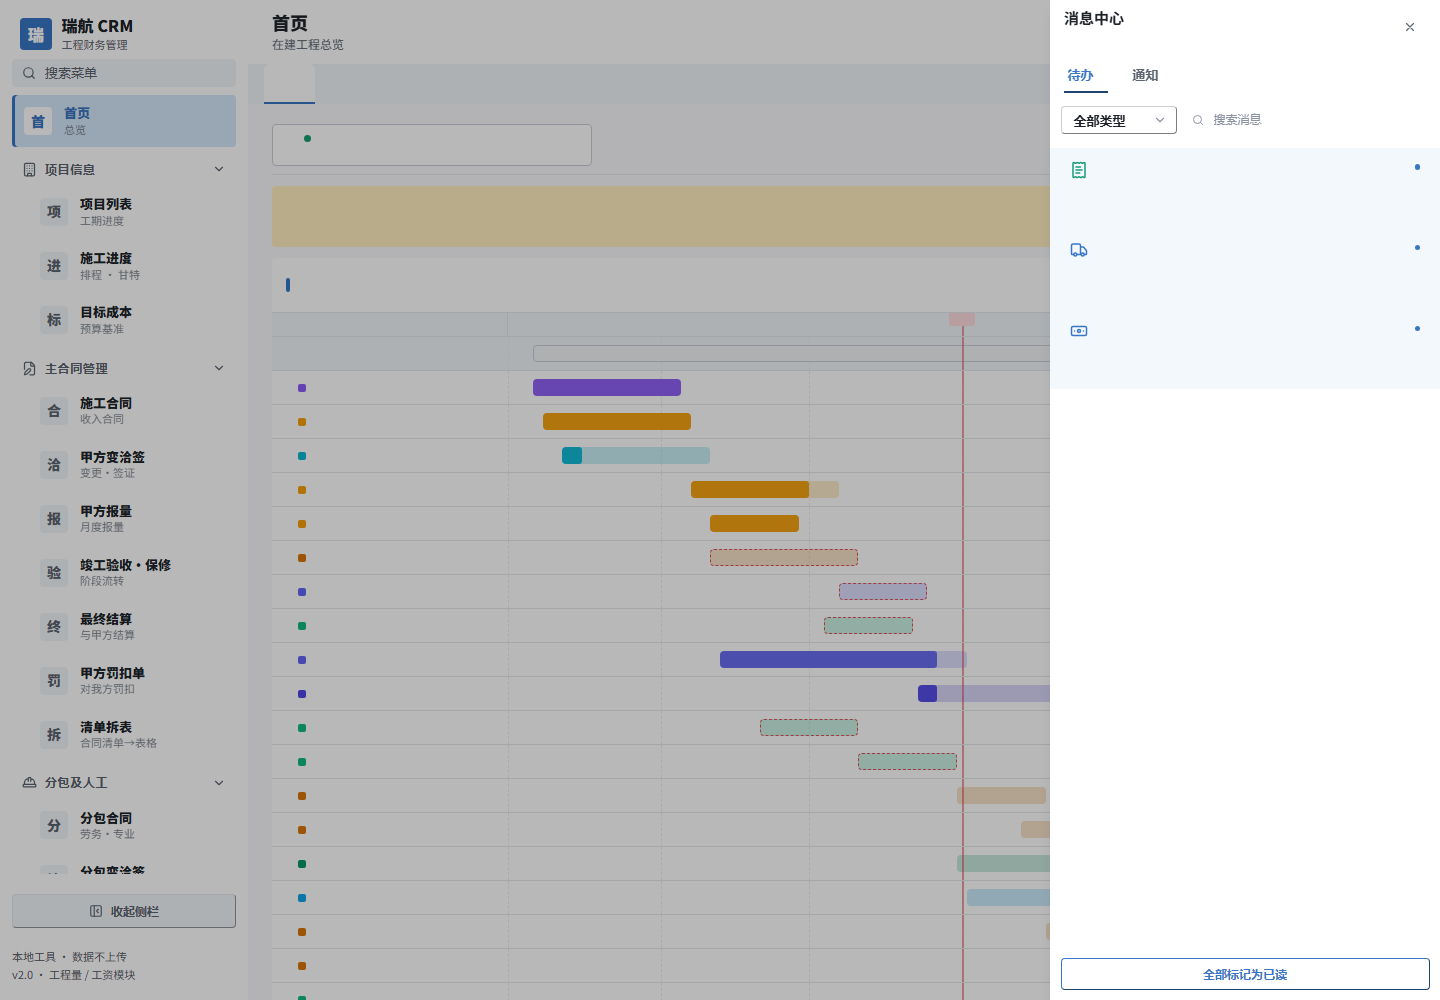 瑞
瑞航 CRM
工程财务管理
搜索菜单
首
首页
总览
项目信息
项
项目列表
工期进度
进
施工进度
排程 · 甘特
标
目标成本
预算基准
主合同管理
合
施工合同
收入合同
洽
甲方变洽签
变更·签证
报
甲方报量
月度报量
验
竣工验收·保修
阶段流转
终
最终结算
与甲方结算
罚
甲方罚扣单
对我方罚扣
拆
清单拆表
合同清单→表格
分包及人工
分
分包合同
劳务·专业
分包变洽签
收起侧栏
本地工具 · 数据不上传
v2.0 · 工程量 / 工资模块
首页
在建工程总览
消息中心
待办
通知
全部类型
搜索消息
全部标记为已读